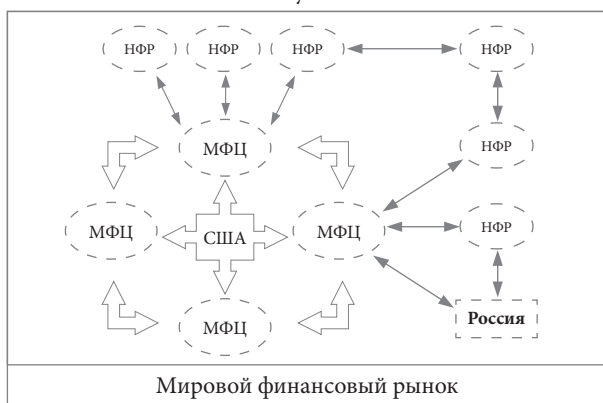 НФР НФР НФР НФР
МФЦ НФР
МФЦ США МФЦ НФР
МФЦ Россия
Мировой финансовый рынок